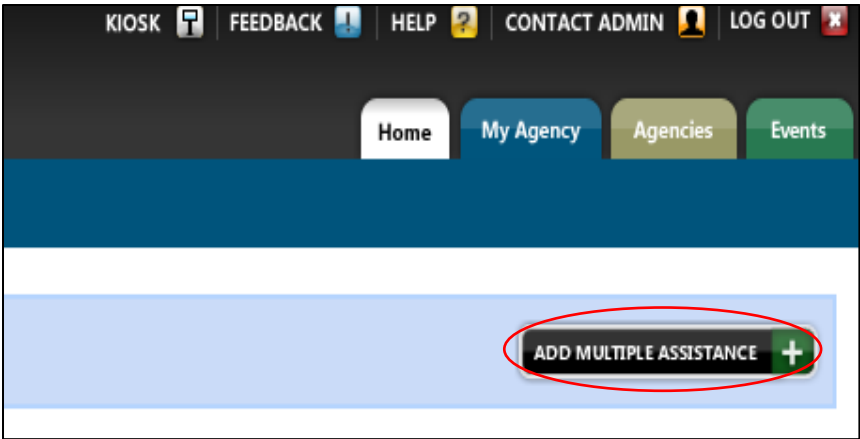 KIOSK FEEDBACK ! HELP ? CONTACT ADMIN LOG OUT
Home My Agency Agencies Events
ADD MULTIPLE ASSISTANCE +